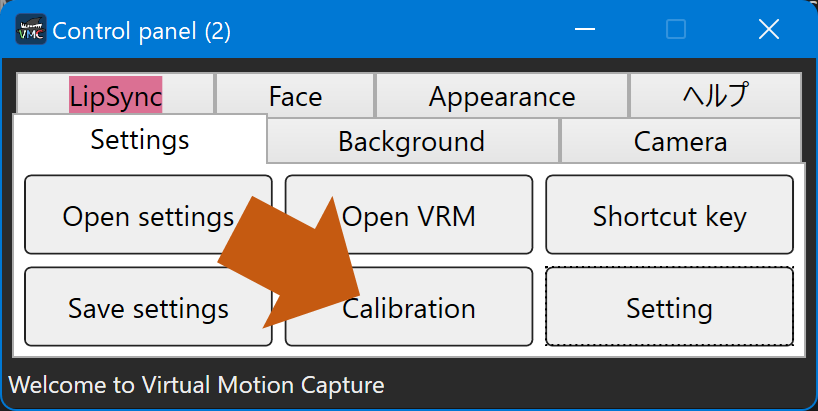 VMC
Control panel (2)
LipSync Face Appearance ヘルプ
Settings Background Camera
Open settings Open VRM Shortcut key
Save settings Calibration Setting
Welcome to Virtual Motion Capture